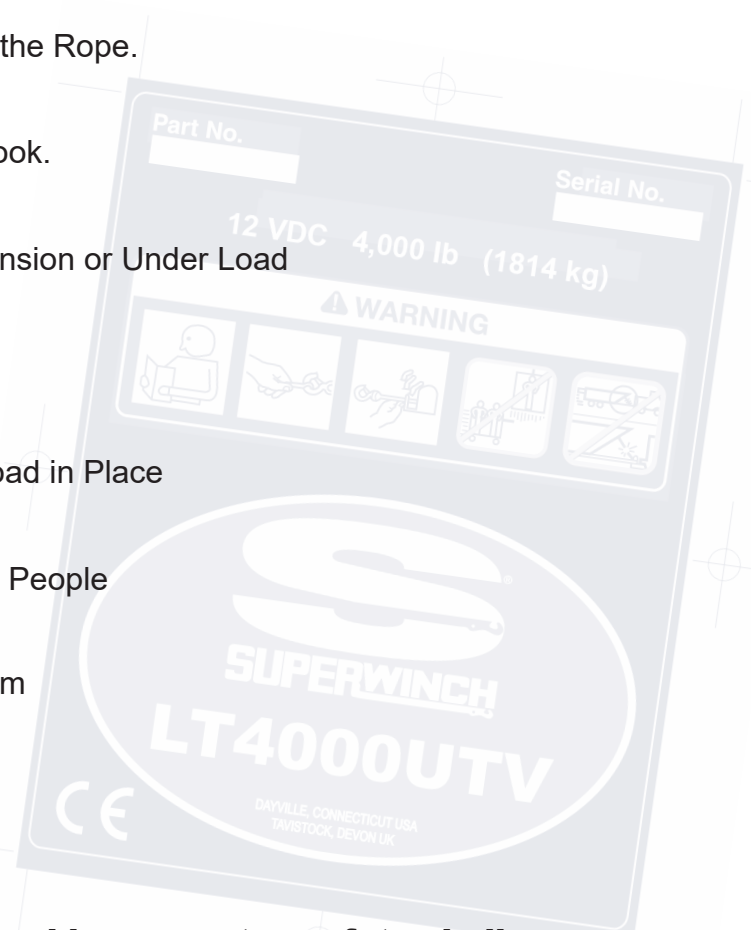 the Rope.
Part No.
ook.
Serial No.
12 VDC 4,000 lb (1814 kg)
nsion or Under Load
WARNING
oad in Place
People
®
SUPERWINCH
m
LT4000UTV
DAYVILLE, CONNECTICUT USA
TAVISTOCK, DEVON UK
CE